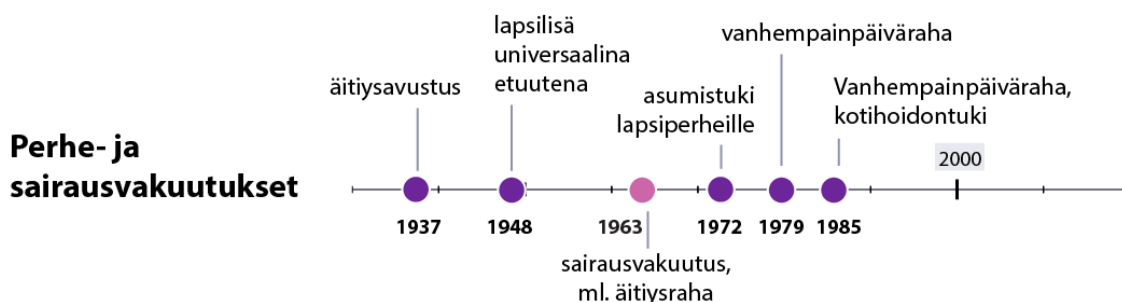 Perhe- ja
sairausvakuutukset
äitiysavustus
1937
lapsilisä
universaalina
etuutena
1948
1963
sairausvakuutus,
ml. äitiysraha
asumistuki
lapsiperheille
1972
vanhempainpäiväraha
1979
Vanhempainpäiväraha,
kotihoidontuki
1985
2000